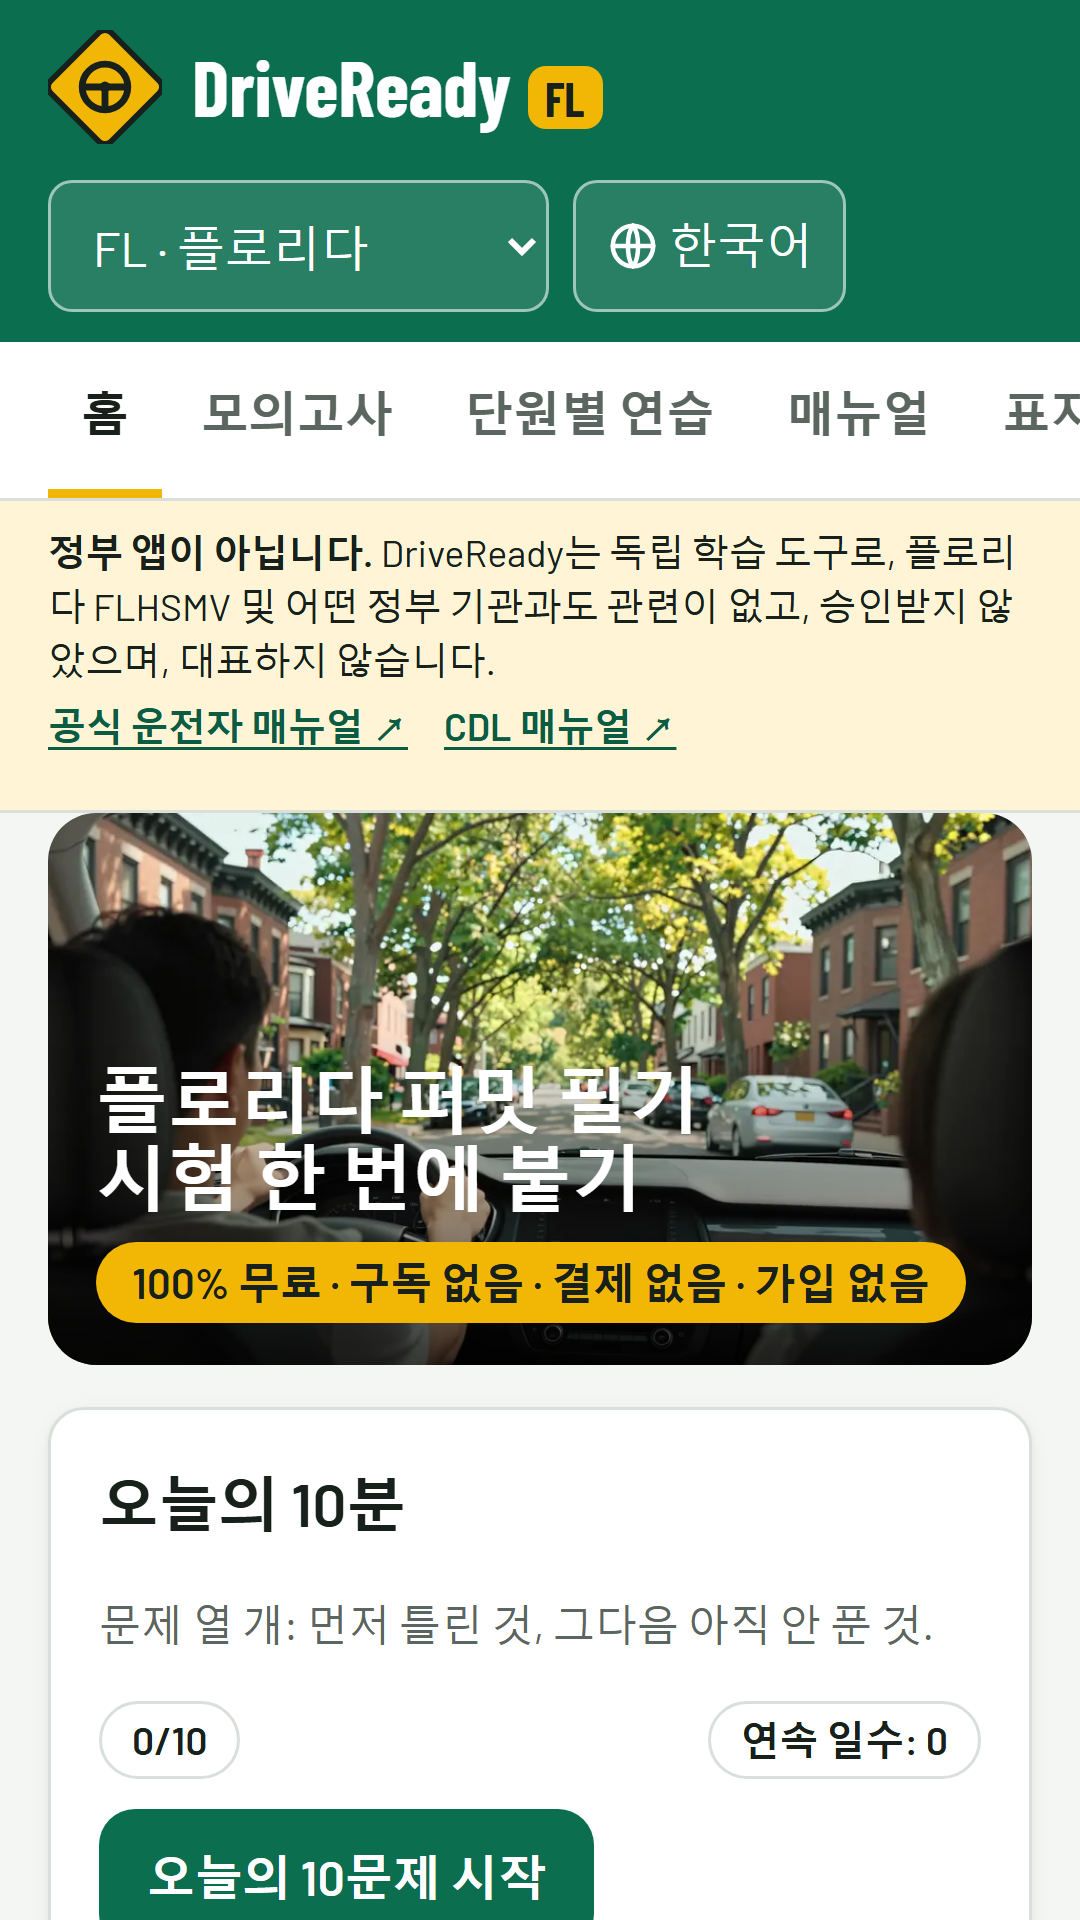 DriveReady FL
FL · 플로리다
한국어
홈 모의고사 단원별 연습 매뉴얼
정부 앱이 아닙니다. DriveReady는 독립 학습 도구로, 플로리
다 FLHSMV 및 어떤 정부 기관과도 관련이 없고, 승인받지 않
았으며, 대표하지 않습니다.
공식 운전자 매뉴얼 ↗ CDL 매뉴얼 ↗
플로리다 퍼밋 필기
시험 한 번에 붙기
100% 무료 · 구독 없음 · 결제 없음 · 가입 없음
오늘의 10분
문제 열 개: 먼저 틀린 것, 그다음 아직 안 푼 것.
0/10
연속 일수: 0
오늘의 10문제 시작